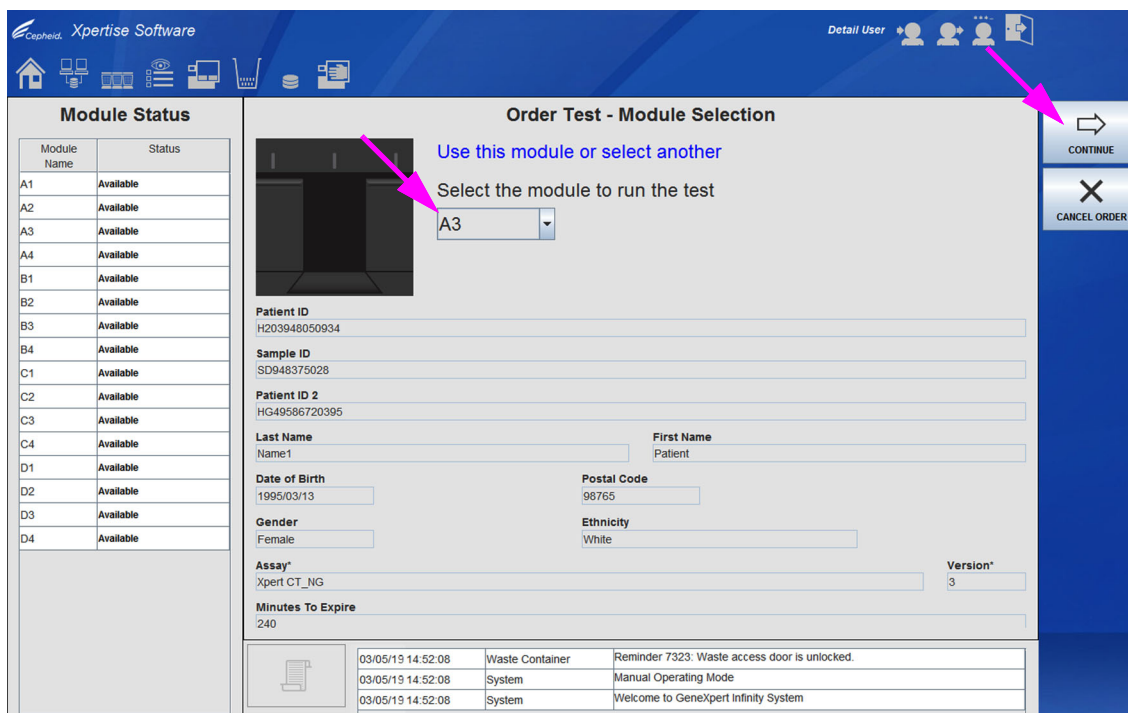 Cepheid. Xpertise Software
Detail User
Module Status
Module Name
Status
A1 Available
A2 Available
A3 Available
A4 Available
B1 Available
B2 Available
B3 Available
B4 Available
C1 Available
C2 Available
C3 Available
C4 Available
D1 Available
D2 Available
D3 Available
D4 Available
Order Test - Module Selection
Use this module or select another
Select the module to run the test
A3
Patient ID
H203948050934
Sample ID
SD948375028
Patient ID 2
HG49586720395
Last Name First Name
Name1 Patient
Date of Birth Postal Code
1995/03/13 98765
Gender Ethnicity
Female White
Assay* Version*
Xpert CT_NG 3
Minutes To Expire
240
03/05/19 14:52:08 Waste Container Reminder 7323: Waste access door is unlocked.
03/05/19 14:52:08 System Manual Operating Mode
03/05/19 14:52:08 System Welcome to GeneXpert Infinity System
CONTINUE
CANCEL ORDER